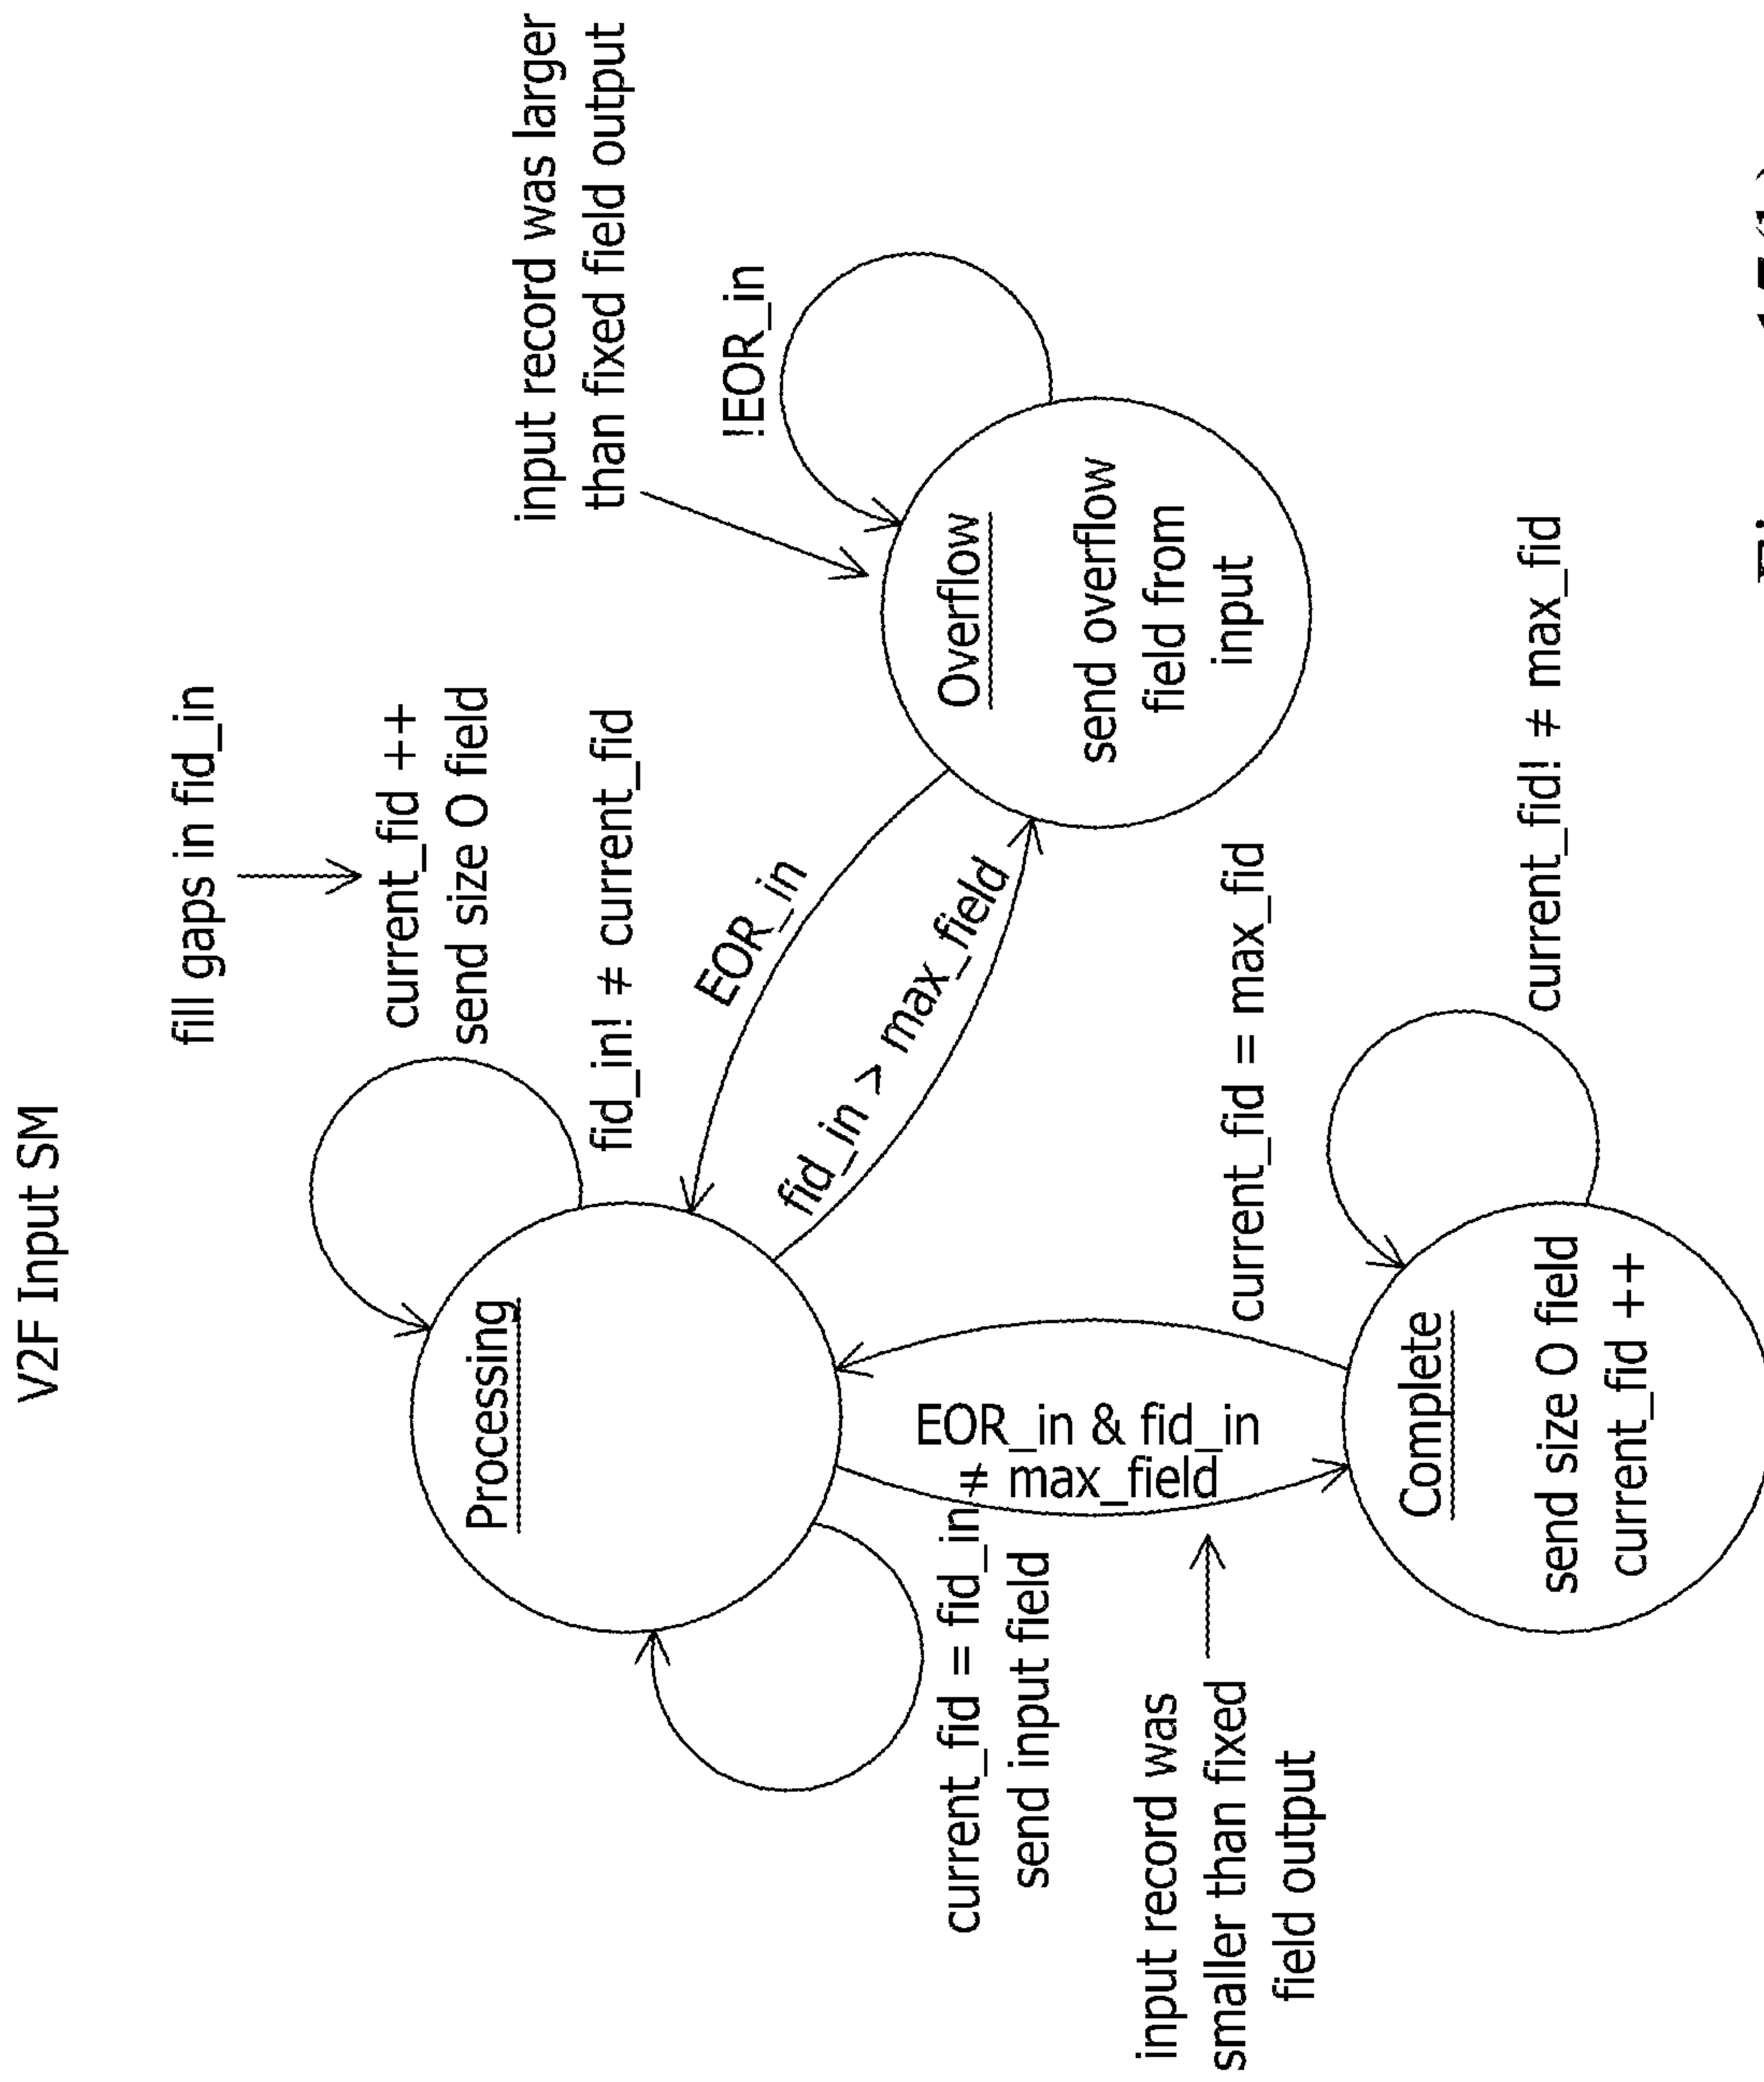 V2F Input SM
fill gaps in fid_in
current_fid ++
send size O field
fid_in! ≠ current_fid
input record was larger
than fixed field output
!EOR_in
Processing
EOR_in
fid_in > max_field
Overflow
send overflow
field from
input
current_fid = fid_in
send input field
EOR_in & fid_in
≠ max_field
current_fid = max_fid
input record was
smaller than fixed
field output
Complete
send size O field
current_fid ++
current_fid! ≠ max_fid